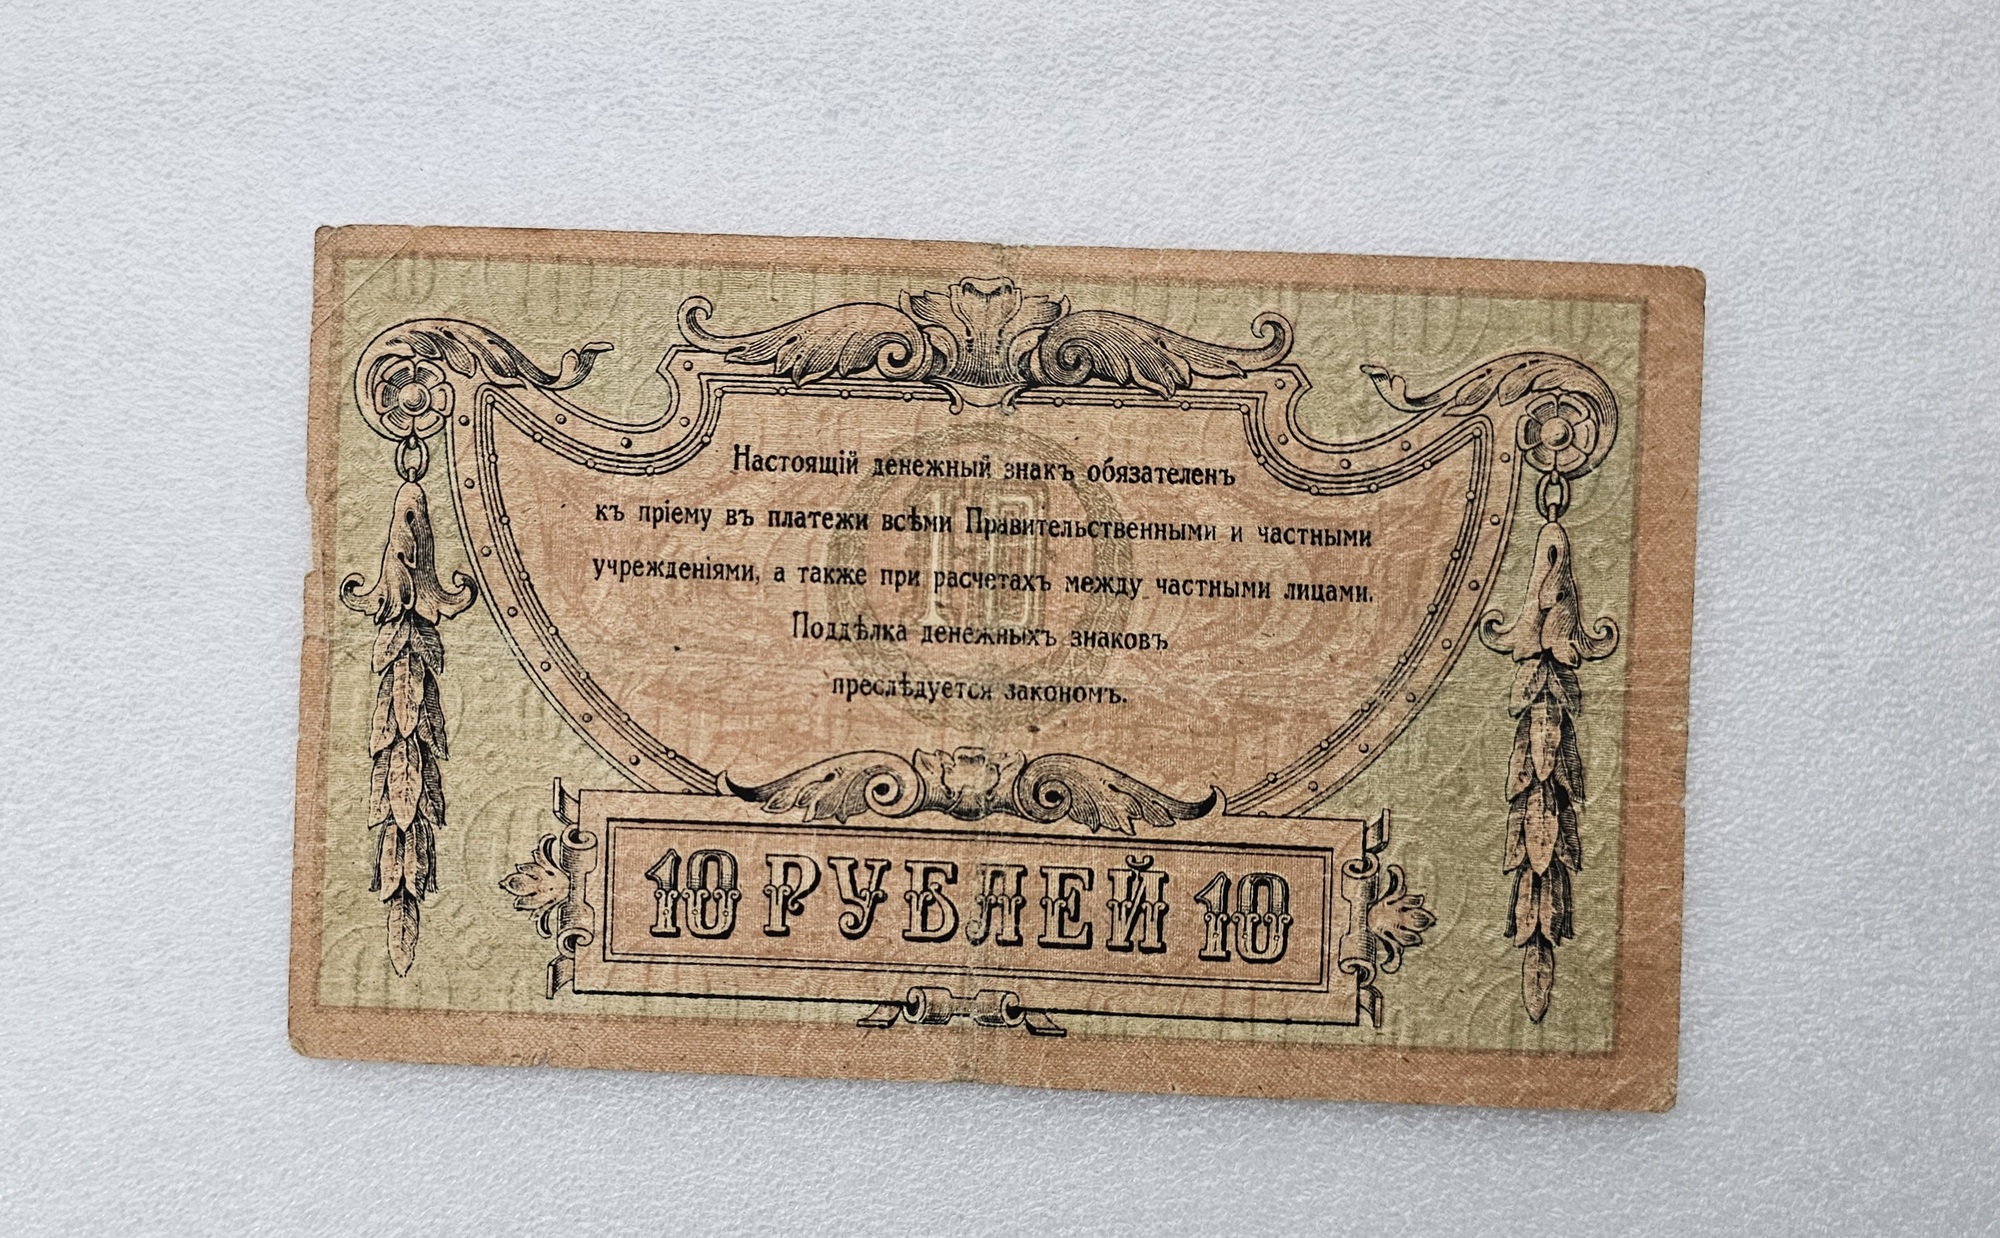 Настоящій денежный знакъ обязателенъ
къ пріему въ платежи всѣми Правительственными и частными
учрежденіями, а также при расчетахъ между частными лицами.
Поддѣлка денежныхъ знаковъ
преслѣдуется закономъ.
10 РУБЛЕЙ 10